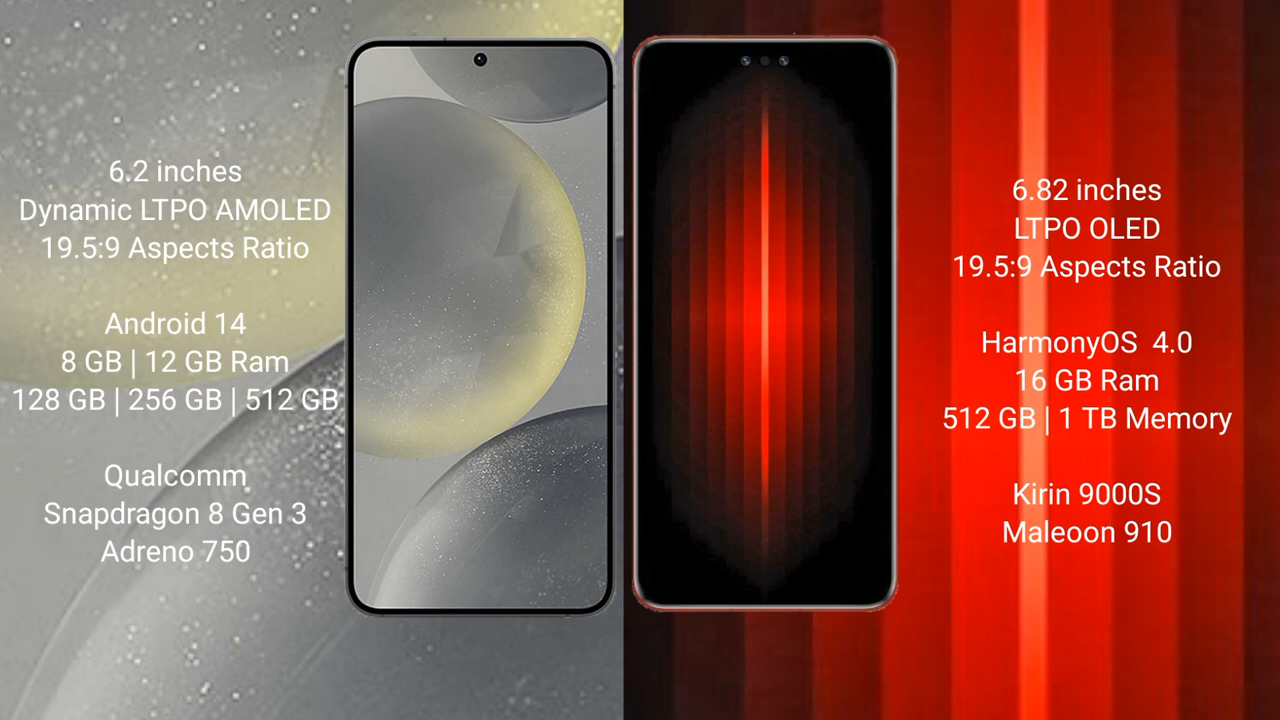 6.2 inches
Dynamic LTPO AMOLED
19.5:9 Aspects Ratio
Android 14
8 GB | 12 GB Ram
128 GB | 256 GB | 512 GB
Qualcomm
Snapdragon 8 Gen 3
Adreno 750
6.82 inches
LTPO OLED
19.5:9 Aspects Ratio
HarmonyOS  4.0
16 GB Ram
512 GB | 1 TB Memory
Kirin 9000S
Maleoon 910